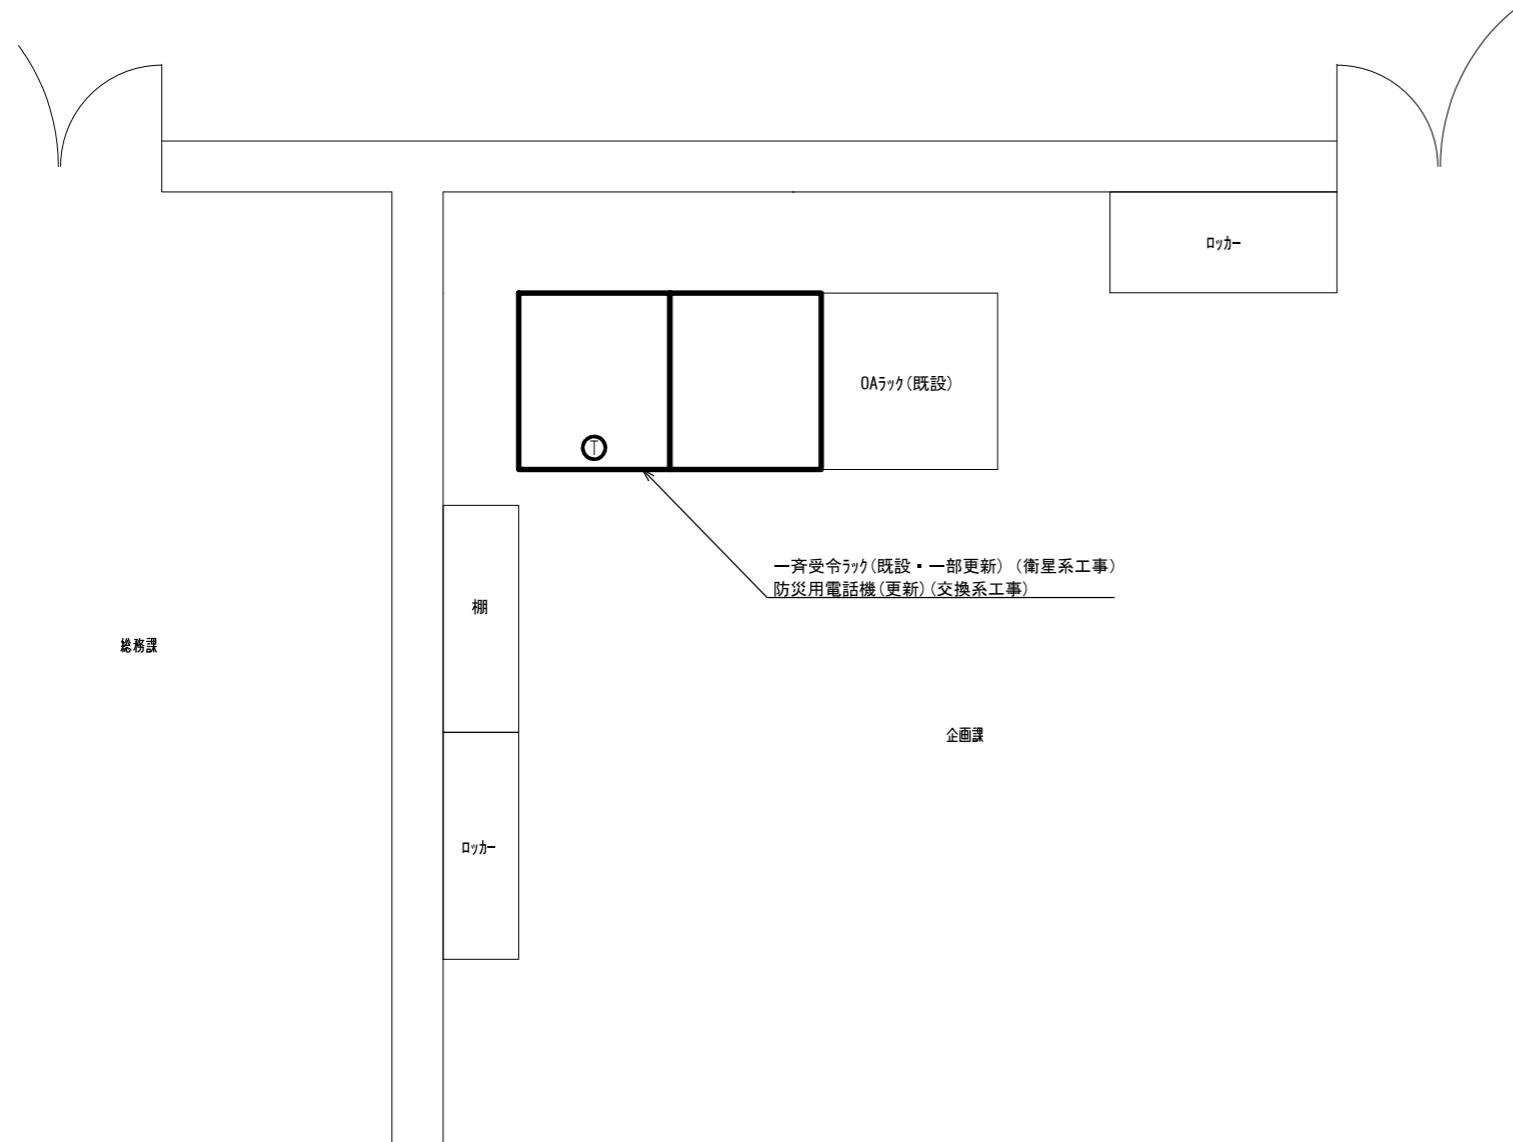 ロッカー
OAラック(既設)
T
一斉受令ラック(既設・一部更新) (衛星系工事)
防災用電話機(更新)(交換系工事)
棚
総務課
企画課
ロッカー